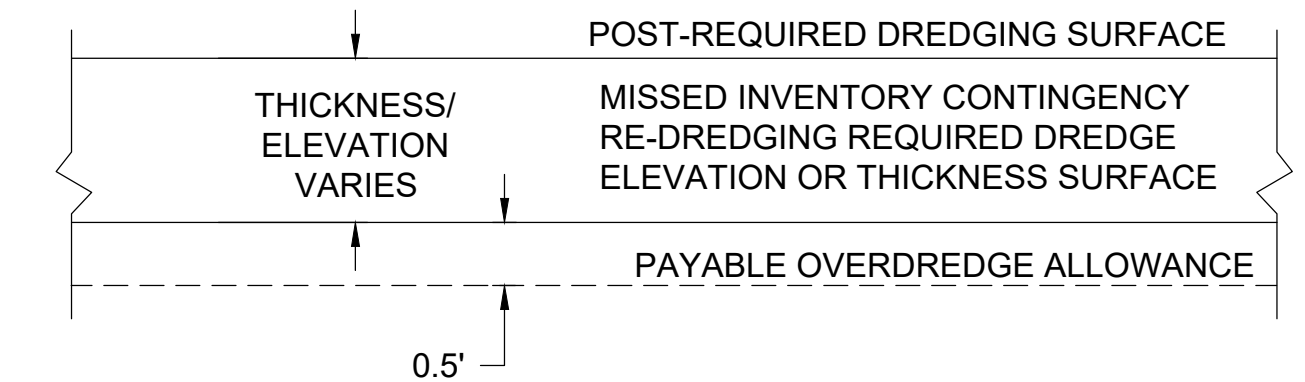 POST-REQUIRED DREDGING SURFACE
THICKNESS/
ELEVATION
VARIES
MISSED INVENTORY CONTINGENCY
RE-DREDGING REQUIRED DREDGE
ELEVATION OR THICKNESS SURFACE
PAYABLE OVERDREDGE ALLOWANCE
0.5'